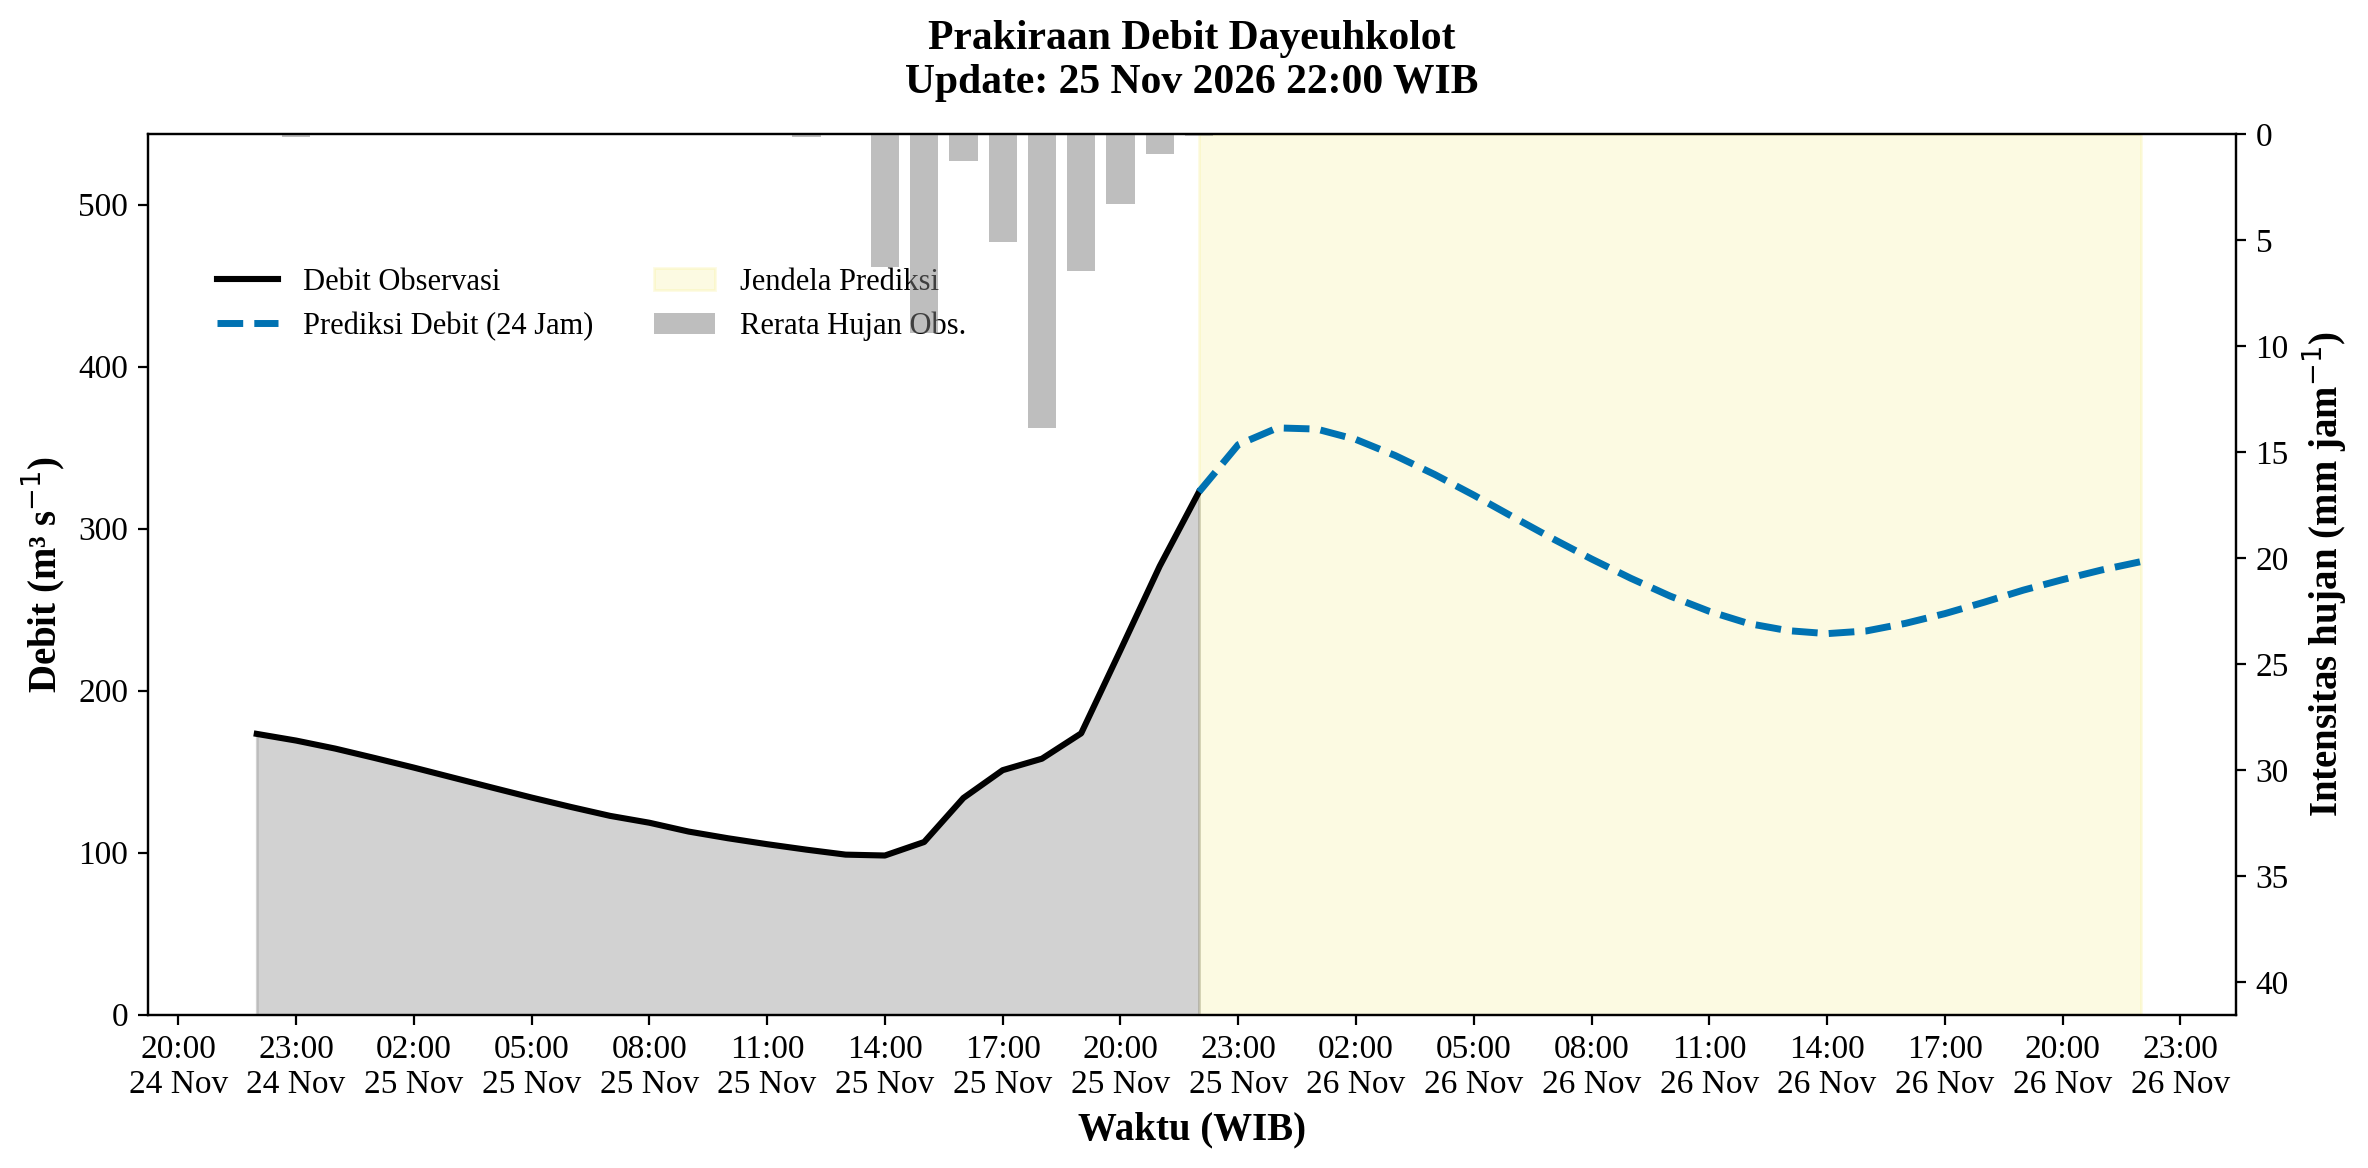 Prakiraan Debit Dayeuhkolot
Update: 25 Nov 2026 22:00 WIB
Debit (m³ s⁻¹)
500
400
300
200
100
0
Debit Observasi
Prediksi Debit (24 Jam)
Jendela Prediksi
Rerata Hujan Obs.
0
5
10
15
20
25
30
35
40
Intensitas hujan (mm jam⁻¹)
20:00 23:00 02:00 05:00 08:00 11:00 14:00 17:00 20:00 23:00 02:00 05:00 08:00 11:00 14:00 17:00 20:00 23:00
24 Nov 24 Nov 25 Nov 25 Nov 25 Nov 25 Nov 25 Nov 25 Nov 25 Nov 25 Nov 26 Nov 26 Nov 26 Nov 26 Nov 26 Nov 26 Nov 26 Nov 26 Nov
Waktu (WIB)